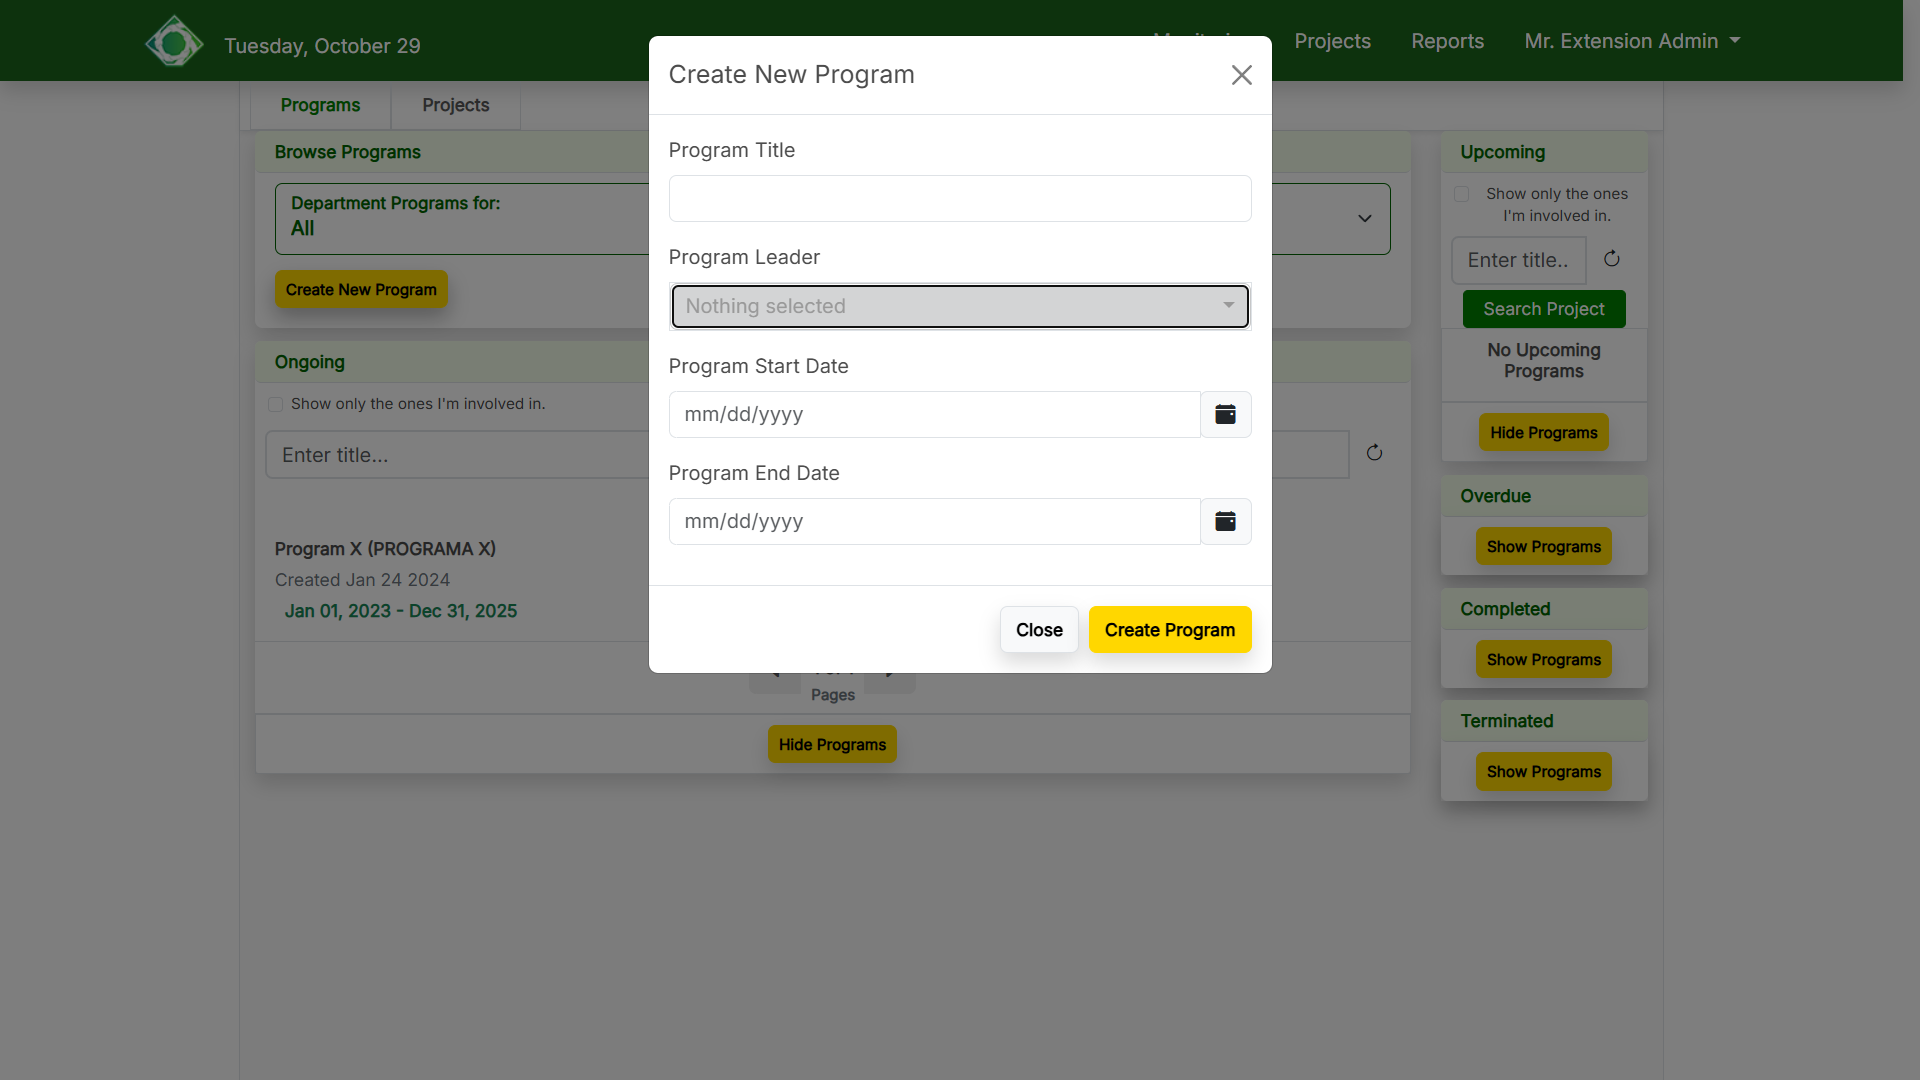 Tuesday, October 29
Projects
Reports
Mr. Extension Admin
Programs
Projects
Browse Programs
Department Programs for:
All
Create New Program
Ongoing
Show only the ones I'm involved in.
Enter title...
Program X (PROGRAMA X)
Created Jan 24 2024
Jan 01, 2023 - Dec 31, 2025
Pages
Hide Programs
Create New Program
Program Title
Program Leader
Nothing selected
Program Start Date
mm/dd/yyyy
Program End Date
mm/dd/yyyy
Close
Create Program
Upcoming
Show only the ones
I'm involved in.
Enter title..
Search Project
No Upcoming
Programs
Hide Programs
Overdue
Show Programs
Completed
Show Programs
Terminated
Show Programs